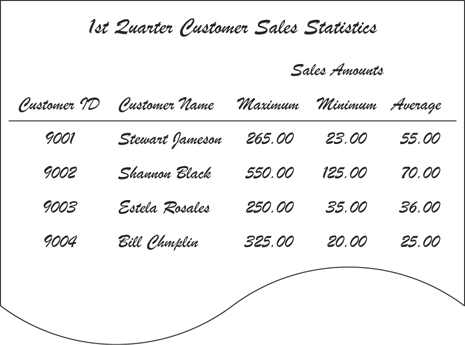 1st Quarter Customer Sales Statistics
Sales Amounts
Customer ID Customer Name Maximum Minimum Average
9001 Stewart Jameson 265.00 23.00 55.00
9002 Shannon Black 550.00 125.00 70.00
9003 Estela Rosales 250.00 35.00 36.00
9004 Bill Chmplin 325.00 20.00 25.00